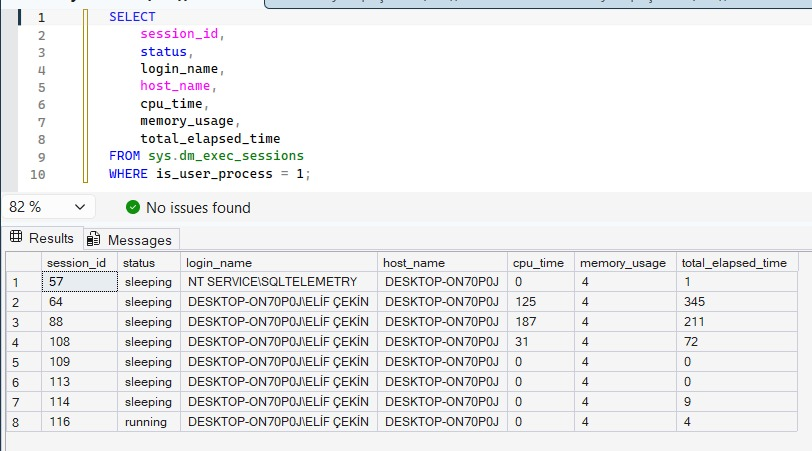 1 SELECT
2 session_id,
3 status,
4 login_name,
5 host_name,
6 cpu_time,
7 memory_usage,
8 total_elapsed_time
9 FROM sys.dm_exec_sessions
10 WHERE is_user_process = 1;
82 % No issues found
Results Messages
session_id status login_name host_name cpu_time memory_usage total_elapsed_time
1 57 sleeping NT SERVICE\SQLTELEMETRY DESKTOP-ON70P0J 0 4 1
2 64 sleeping DESKTOP-ON70P0J\ELİF ÇEKİN DESKTOP-ON70P0J 125 4 345
3 88 sleeping DESKTOP-ON70P0J\ELİF ÇEKİN DESKTOP-ON70P0J 187 4 211
4 108 sleeping DESKTOP-ON70P0J\ELİF ÇEKİN DESKTOP-ON70P0J 31 4 72
5 109 sleeping DESKTOP-ON70P0J\ELİF ÇEKİN DESKTOP-ON70P0J 0 4 0
6 113 sleeping DESKTOP-ON70P0J\ELİF ÇEKİN DESKTOP-ON70P0J 0 4 0
7 114 sleeping DESKTOP-ON70P0J\ELİF ÇEKİN DESKTOP-ON70P0J 0 4 9
8 116 running DESKTOP-ON70P0J\ELİF ÇEKİN DESKTOP-ON70P0J 0 4 4